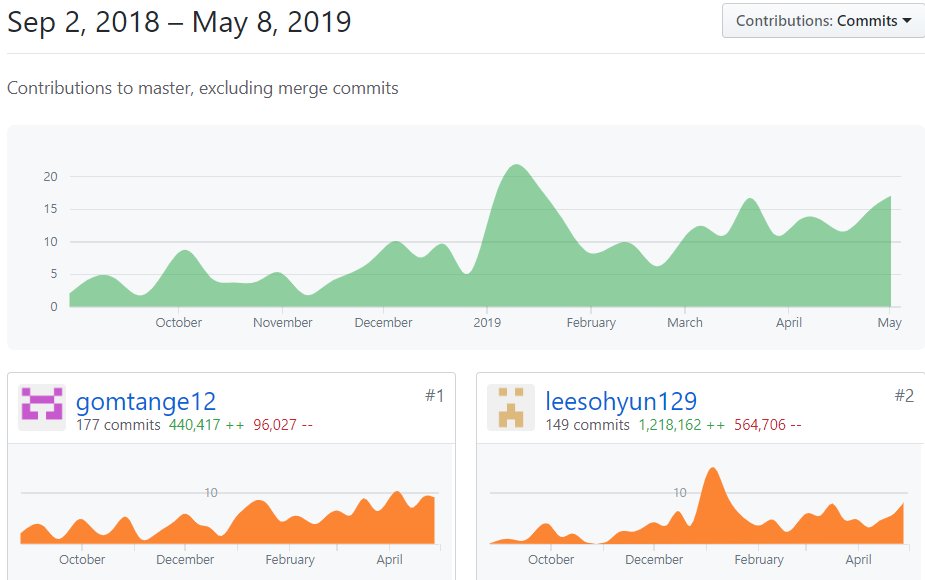 Sep 2, 2018 – May 8, 2019
Contributions: Commits
Contributions to master, excluding merge commits
20
15
10
5
0
October November December 2019 February March April May
gomtange12 #1
177 commits 440,417 ++ 96,027 --
10
October December February April
leesohyun129 #2
149 commits 1,218,162 ++ 564,706 --
10
October December February April